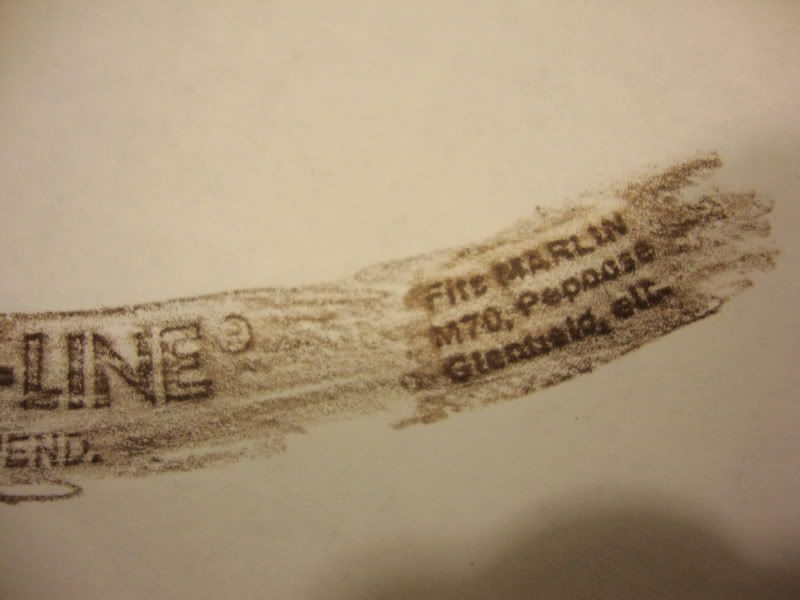 -LINE®
END.
Fits MARLIN
M70, Papoose
Glenfield, etc.